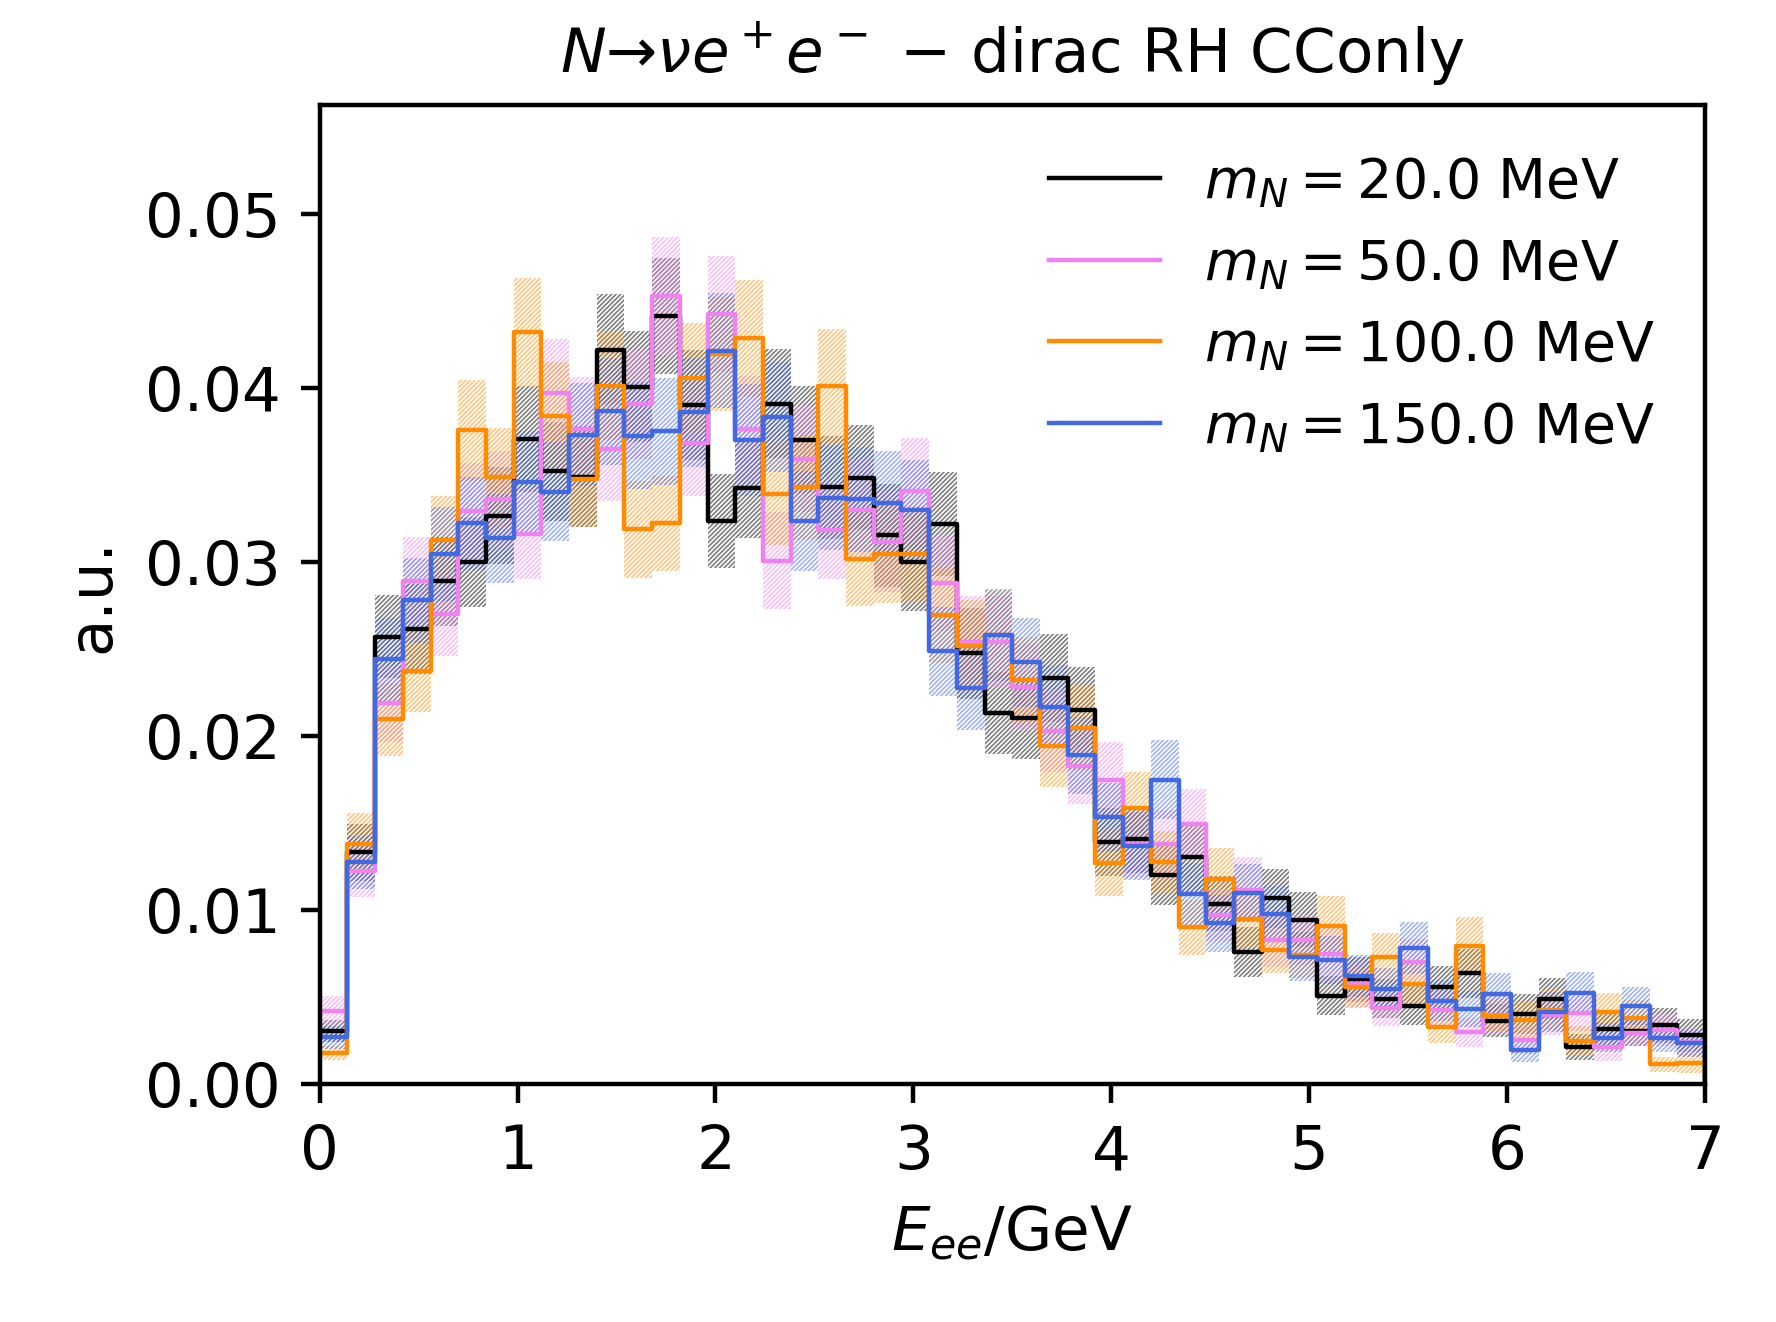 N→νe⁺e⁻ − dirac RH CConly
m_N = 20.0 MeV
m_N = 50.0 MeV
m_N = 100.0 MeV
m_N = 150.0 MeV
a.u.
0.05
0.04
0.03
0.02
0.01
0.00
0 1 2 3 4 5 6 7
E_ee/GeV